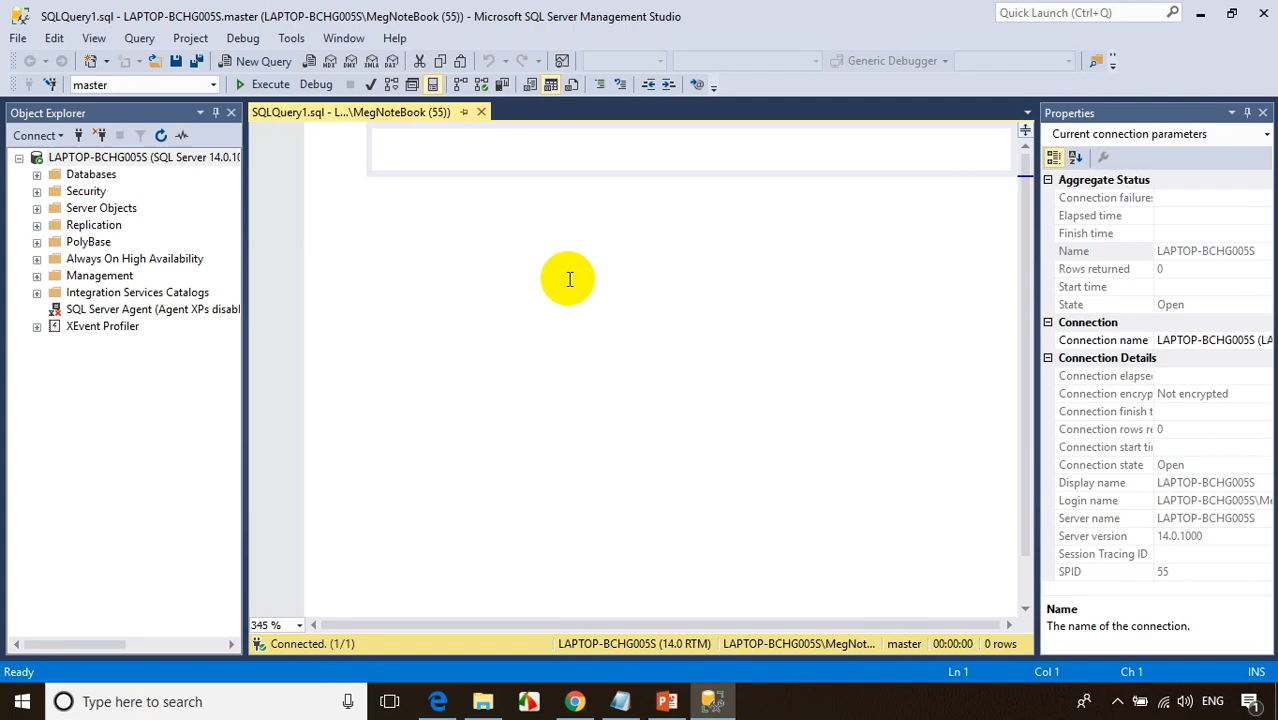 SQLQuery1.sql - LAPTOP-BCHG005S.master (LAPTOP-BCHG005S\MegNoteBook (55)) - Microsoft SQL Server Management Studio
Quick Launch (Ctrl+Q)
File Edit View Query Project Debug Tools Window Help
New Query
MDX DMX XMLA DAX
Generic Debugger
master
Execute Debug
Object Explorer
SQLQuery1.sql - L...\MegNoteBook (55))
Properties
Connect
Current connection parameters
LAPTOP-BCHG005S (SQL Server 14.0.10
Databases
Security
Server Objects
Replication
PolyBase
Always On High Availability
Management
Integration Services Catalogs
SQL Server Agent (Agent XPs disabl
XEvent Profiler
Aggregate Status
Connection failures
Elapsed time
Finish time
Name LAPTOP-BCHG005S
Rows returned 0
Start time
State Open
Connection
Connection name LAPTOP-BCHG005S (LA
Connection Details
Connection elapse
Connection encryp Not encrypted
Connection finish t
Connection rows re 0
Connection start ti
Connection state Open
Display name LAPTOP-BCHG005S
Login name LAPTOP-BCHG005S\Me
Server name LAPTOP-BCHG005S
Server version 14.0.1000
Session Tracing ID
SPID 55
Name
The name of the connection.
345 %
Connected. (1/1)
LAPTOP-BCHG005S (14.0 RTM) LAPTOP-BCHG005S\MegNot... master 00:00:00 0 rows
Ready
Ln 1 Col 1 Ch 1 INS
Type here to search
ENG
1